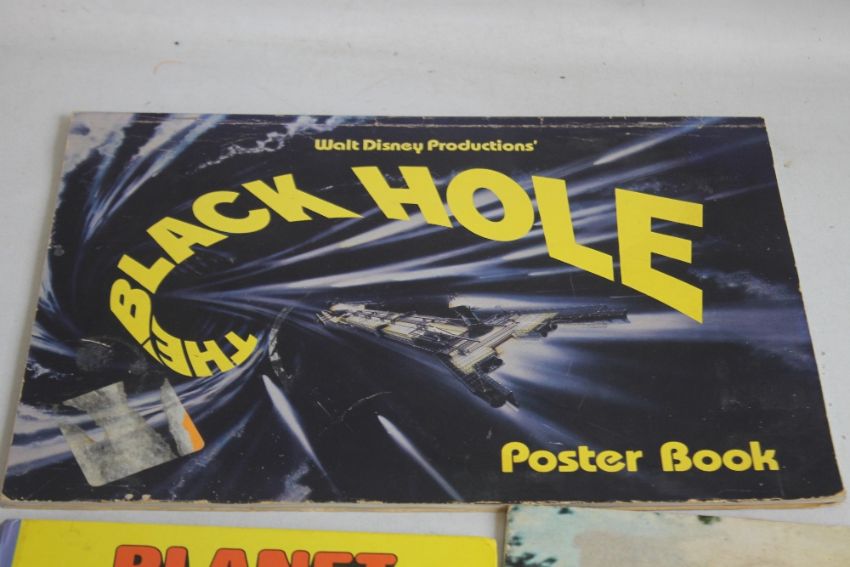 Walt Disney Productions'
THE BLACK HOLE
Poster Book
PLANET